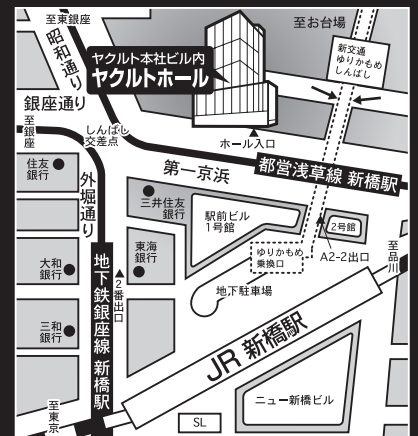 至東銀座
昭和通り
至お台場
ヤクルト本社ビル内
ヤクルトホール
新交通
ゆりかもめ
しんばし
銀座通り
至銀座
しんばし
交差点
ホール入口
住友
銀行
外堀通り
第一京浜
都営浅草線 新橋駅
三井住友
銀行
駅前ビル
1号館
2号館
東海
銀行
ゆりかもめ
乗換口
A2-2出口
至品川
大和
銀行
地下鉄銀座線 新橋駅
2番出口
地下駐車場
三和
銀行
JR 新橋駅
至東京
SL
ニュー新橋ビル